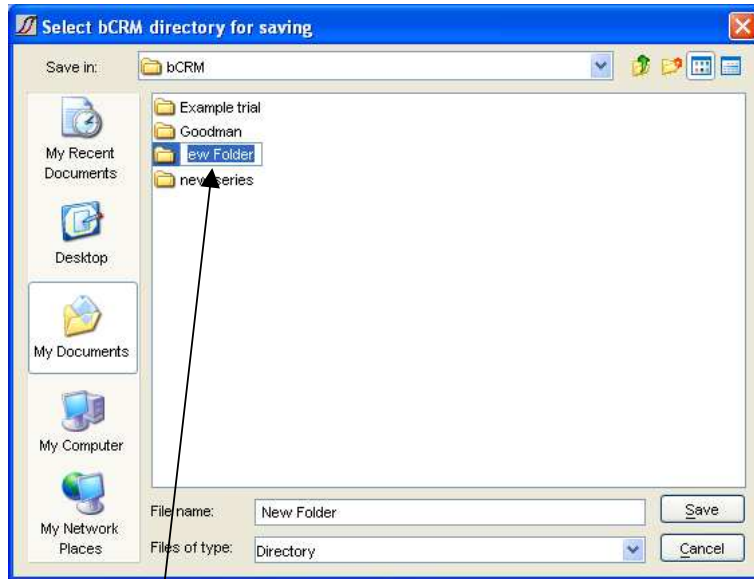 Select bCRM directory for saving
Save in:
bCRM
My Recent
Documents
Desktop
My Documents
My Computer
My Network
Places
Example trial
Goodman
ew Folder
new series
File name:
New Folder
Save
Files of type:
Directory
Cancel